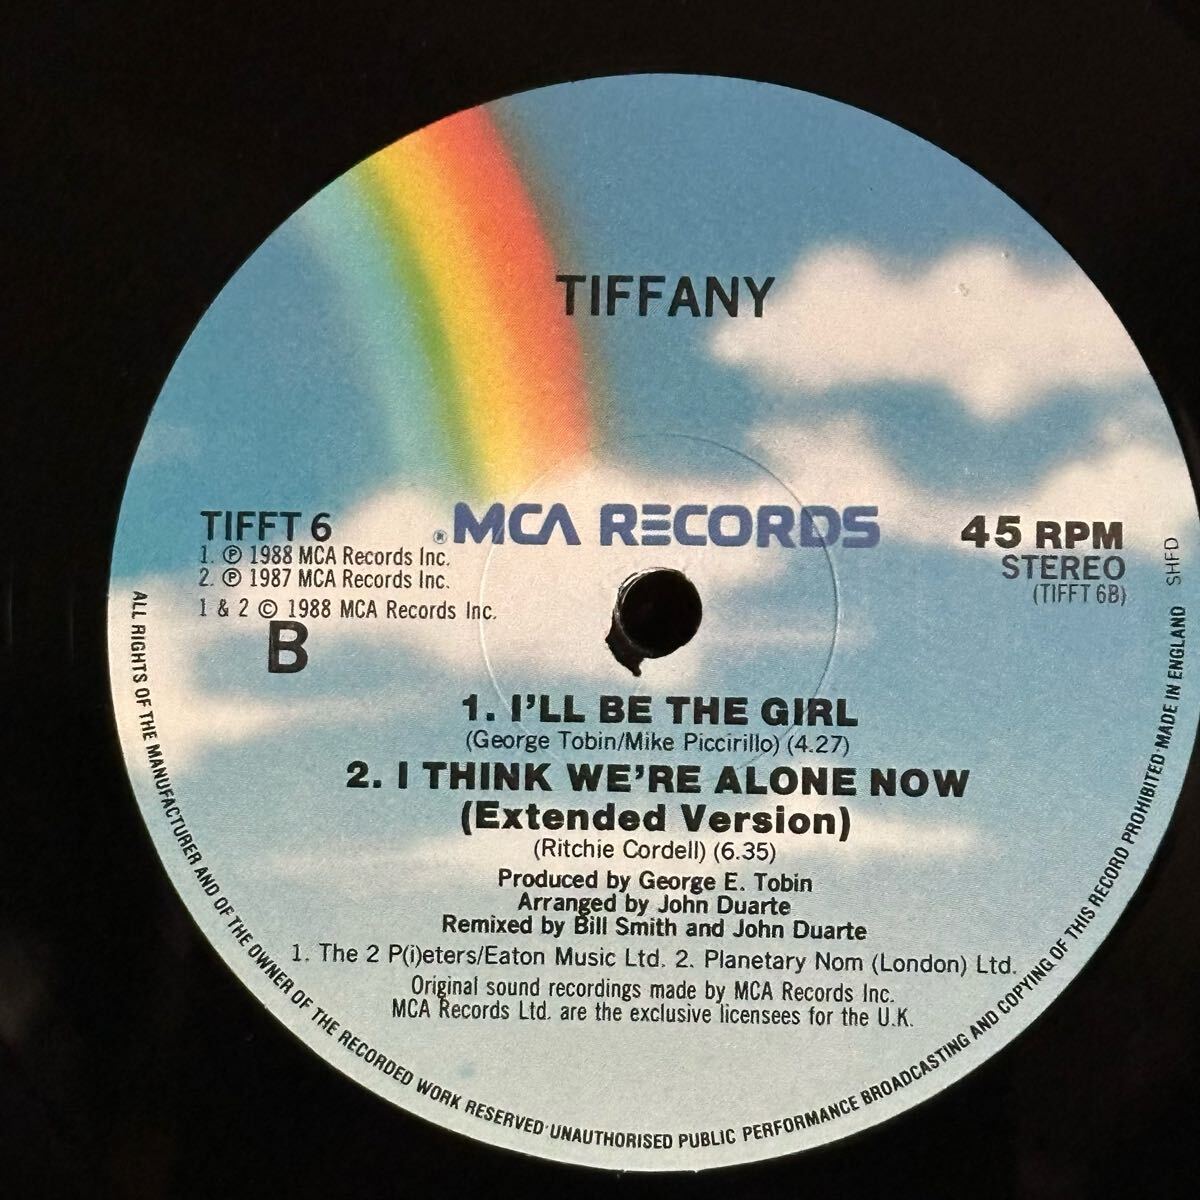 TIFFANY
TIFFT 6
1. ℗ 1988 MCA Records Inc.
2. ℗ 1987 MCA Records Inc.
1 & 2 © 1988 MCA Records Inc.
B
® MCA RECORDS
45 RPM
STEREO
(TIFFT 6B)
SHFD
1. I'LL BE THE GIRL
(George Tobin/Mike Piccirillo) (4.27)
2. I THINK WE'RE ALONE NOW
(Extended Version)
(Ritchie Cordell) (6.35)
Produced by George E. Tobin
Arranged by John Duarte
Remixed by Bill Smith and John Duarte
1. The 2 P(i)eters/Eaton Music Ltd. 2. Planetary Nom (London) Ltd.
Original sound recordings made by MCA Records Inc.
MCA Records Ltd. are the exclusive licensees for the U.K.
ALL RIGHTS OF THE MANUFACTURER AND OF THE OWNER OF THE RECORDED WORK RESERVED · UNAUTHORISED PUBLIC PERFORMANCE BROADCASTING AND COPYING OF THIS RECORD PROHIBITED · MADE IN ENGLAND